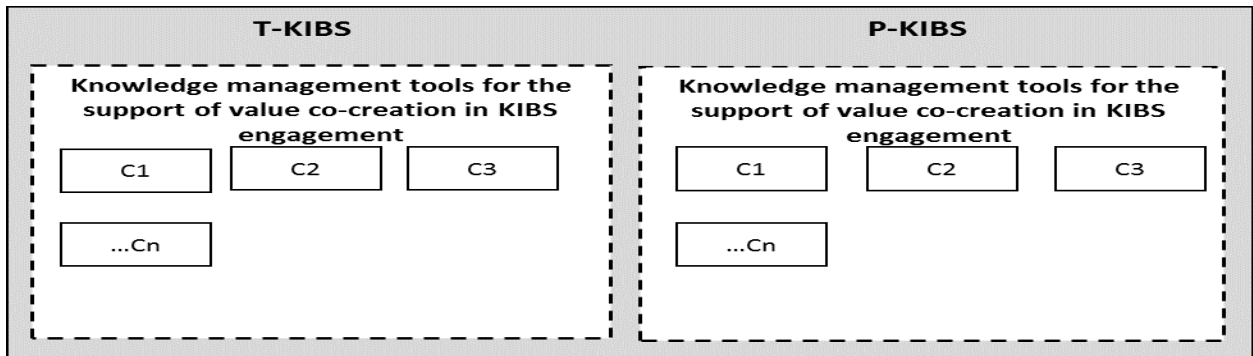 T-KIBS
Knowledge management tools for the
support of value co-creation in KIBS
engagement
C1
C2
C3
...Cn
P-KIBS
Knowledge management tools for the
support of value co-creation in KIBS
engagement
C1
C2
C3
...Cn